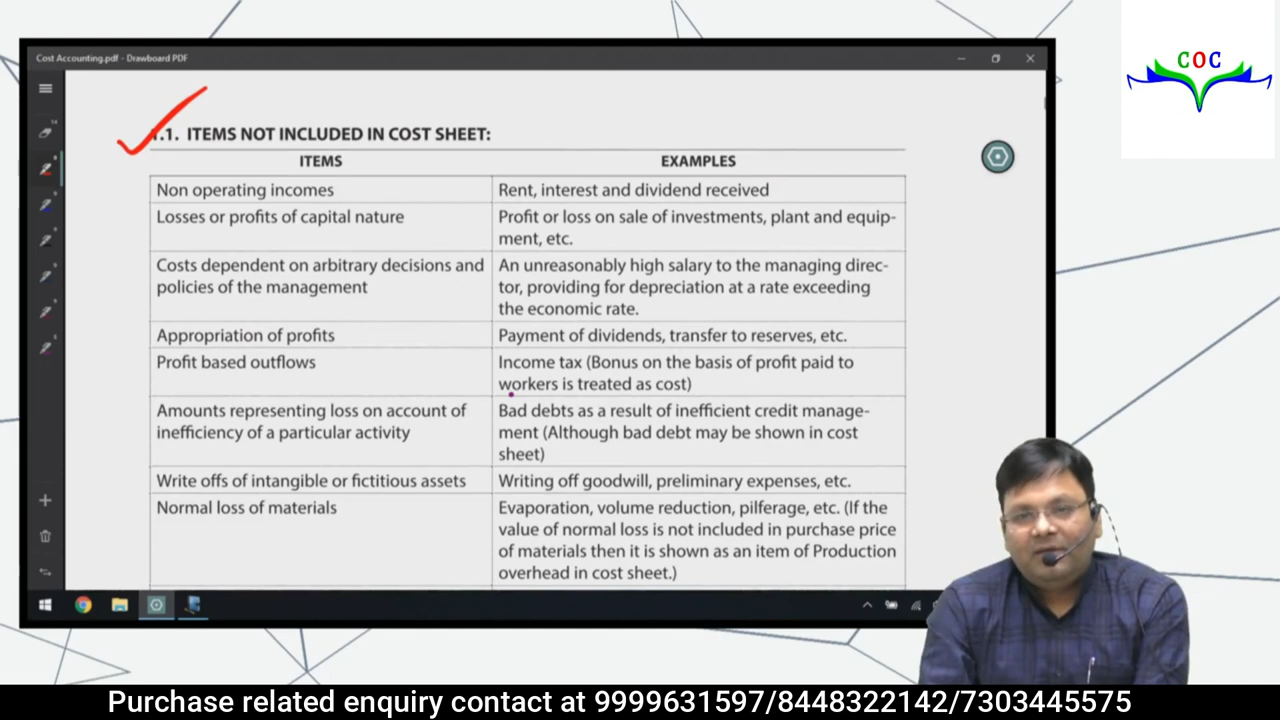 COC
Cost Accounting.pdf - Drawboard PDF
1.1. ITEMS NOT INCLUDED IN COST SHEET:
ITEMS EXAMPLES
Non operating incomes Rent, interest and dividend received
Losses or profits of capital nature Profit or loss on sale of investments, plant and equip-
ment, etc.
Costs dependent on arbitrary decisions and An unreasonably high salary to the managing direc-
policies of the management tor, providing for depreciation at a rate exceeding
the economic rate.
Appropriation of profits Payment of dividends, transfer to reserves, etc.
Profit based outflows Income tax (Bonus on the basis of profit paid to
workers is treated as cost)
Amounts representing loss on account of Bad debts as a result of inefficient credit manage-
inefficiency of a particular activity ment (Although bad debt may be shown in cost
sheet)
Write offs of intangible or fictitious assets Writing off goodwill, preliminary expenses, etc.
Normal loss of materials Evaporation, volume reduction, pilferage, etc. (If the
value of normal loss is not included in purchase price
of materials then it is shown as an item of Production
overhead in cost sheet.)
Purchase related enquiry contact at 9999631597/8448322142/7303445575